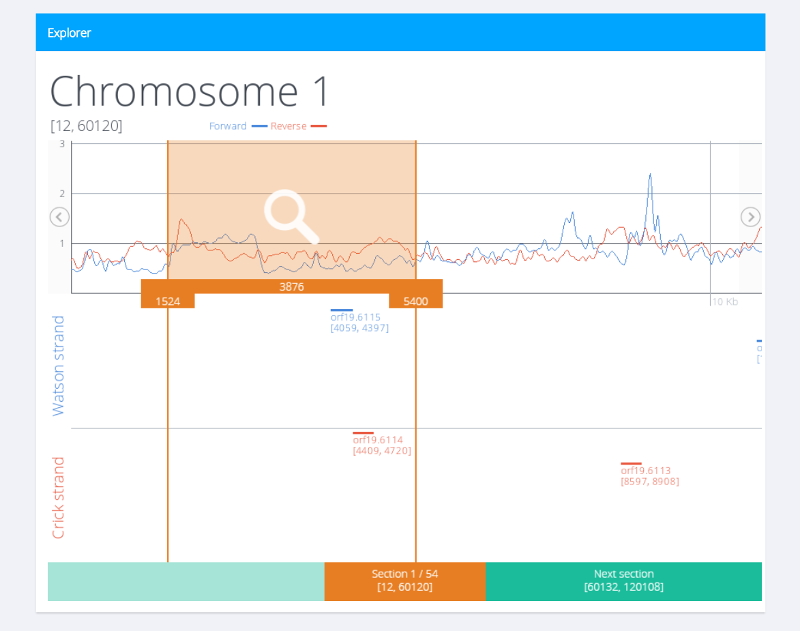 Explorer
Chromosome 1
[12, 60120]
Forward Reverse
3
2
1
3876
1524
5400
10 Kb
Watson strand
orf19.6115
[4059, 4397]
Crick strand
orf19.6114
[4409, 4720]
orf19.6113
[8597, 8908]
Section 1 / 54
[12, 60120]
Next section
[60132, 120108]